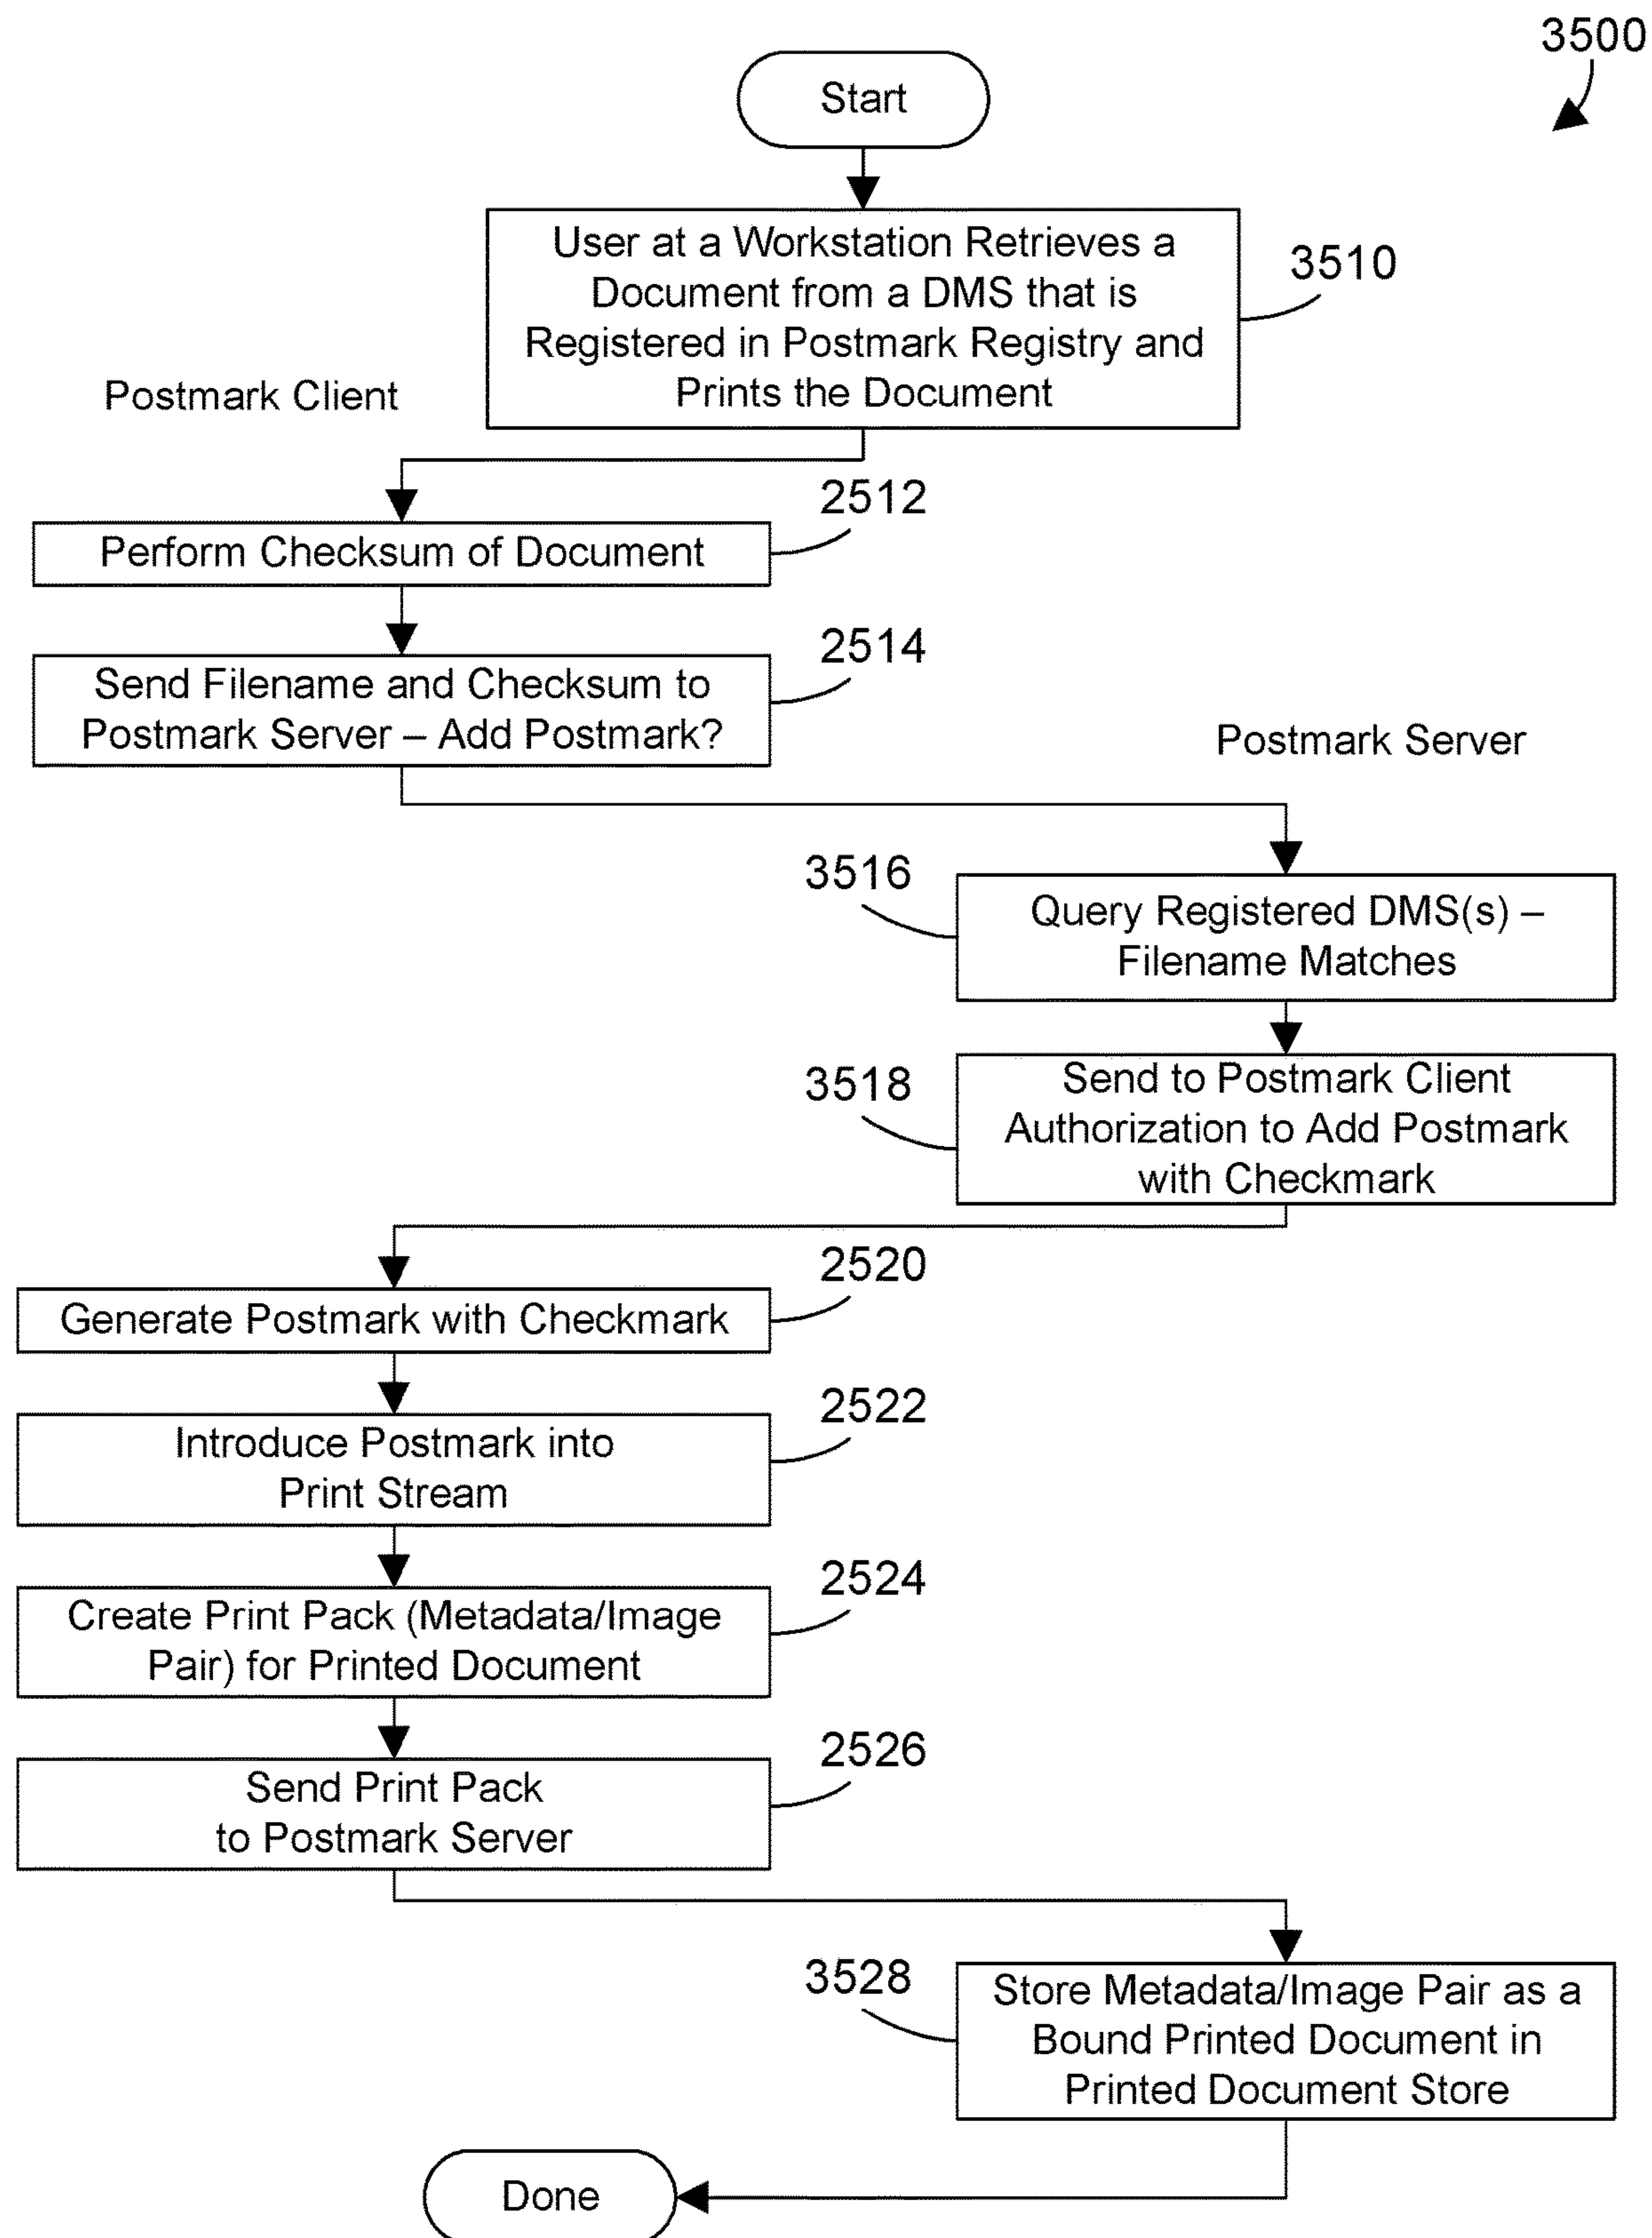 3500
Start
User at a Workstation Retrieves a
Document from a DMS that is
Registered in Postmark Registry and
Prints the Document
3510
Postmark Client
2512
Perform Checksum of Document
2514
Send Filename and Checksum to
Postmark Server – Add Postmark?
Postmark Server
3516
Query Registered DMS(s) –
Filename Matches
3518
Send to Postmark Client
Authorization to Add Postmark
with Checkmark
2520
Generate Postmark with Checkmark
2522
Introduce Postmark into
Print Stream
2524
Create Print Pack (Metadata/Image
Pair) for Printed Document
2526
Send Print Pack
to Postmark Server
3528
Store Metadata/Image Pair as a
Bound Printed Document in
Printed Document Store
Done